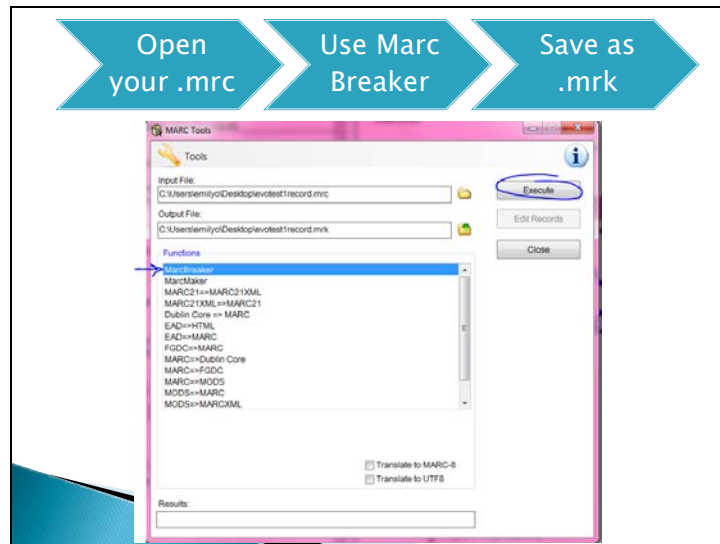 Open
your .mrc
Use Marc
Breaker
Save as
.mrk
MARC Tools
Tools
Input File:
C:\Users\emilyo\Desktop\evotest1record.mrc
Execute
Output File:
C:\Users\emilyo\Desktop\evotest1record.mrk
Edit Records
Close
Functions
MarcBreaker
MarcMaker
MARC21=>MARC21XML
MARC21XML=>MARC21
Dublin Core => MARC
EAD=>HTML
EAD=>MARC
FGDC=>MARC
MARC=>Dublin Core
MARC=>FGDC
MARC=>MODS
MODS=>MARC
MODS=>MARCXML
Translate to MARC-8
Translate to UTF8
Results: